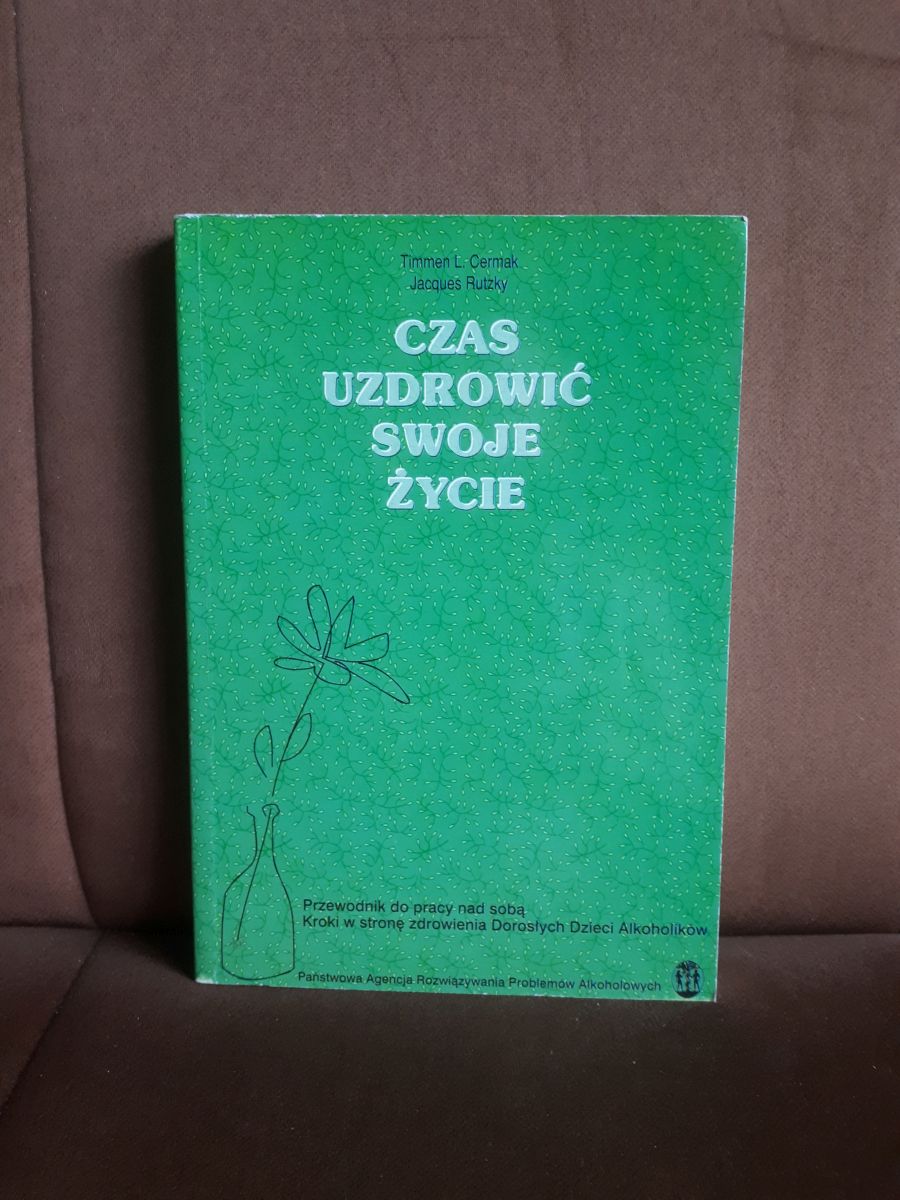 Timmen L. Cermak
Jacques Rutzky
CZAS
UZDROWIĆ
SWOJE
ŻYCIE
Przewodnik do pracy nad sobą
Kroki w stronę zdrowienia Dorosłych Dzieci Alkoholików
Państwowa Agencja Rozwiązywania Problemów Alkoholowych